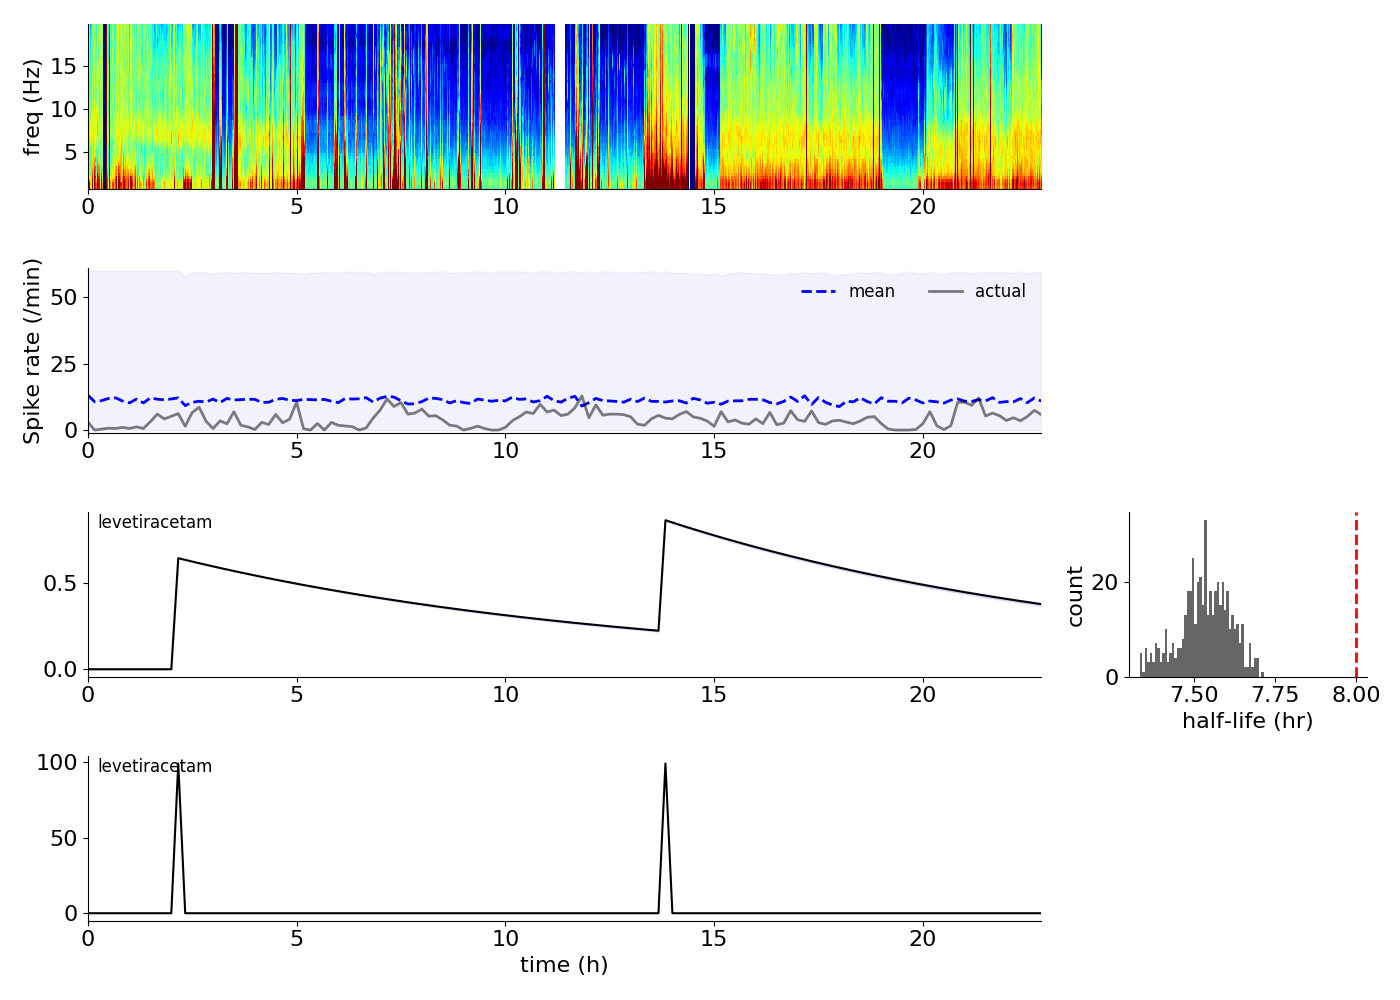 freq (Hz)
15
10
5
0 5 10 15 20
Spike rate (/min)
50
25
0
mean actual
0 5 10 15 20
levetiracetam
0.5
0.0
0 5 10 15 20
count
20
0
7.50 7.75 8.00
half-life (hr)
levetiracetam
100
50
0
0 5 10 15 20
time (h)